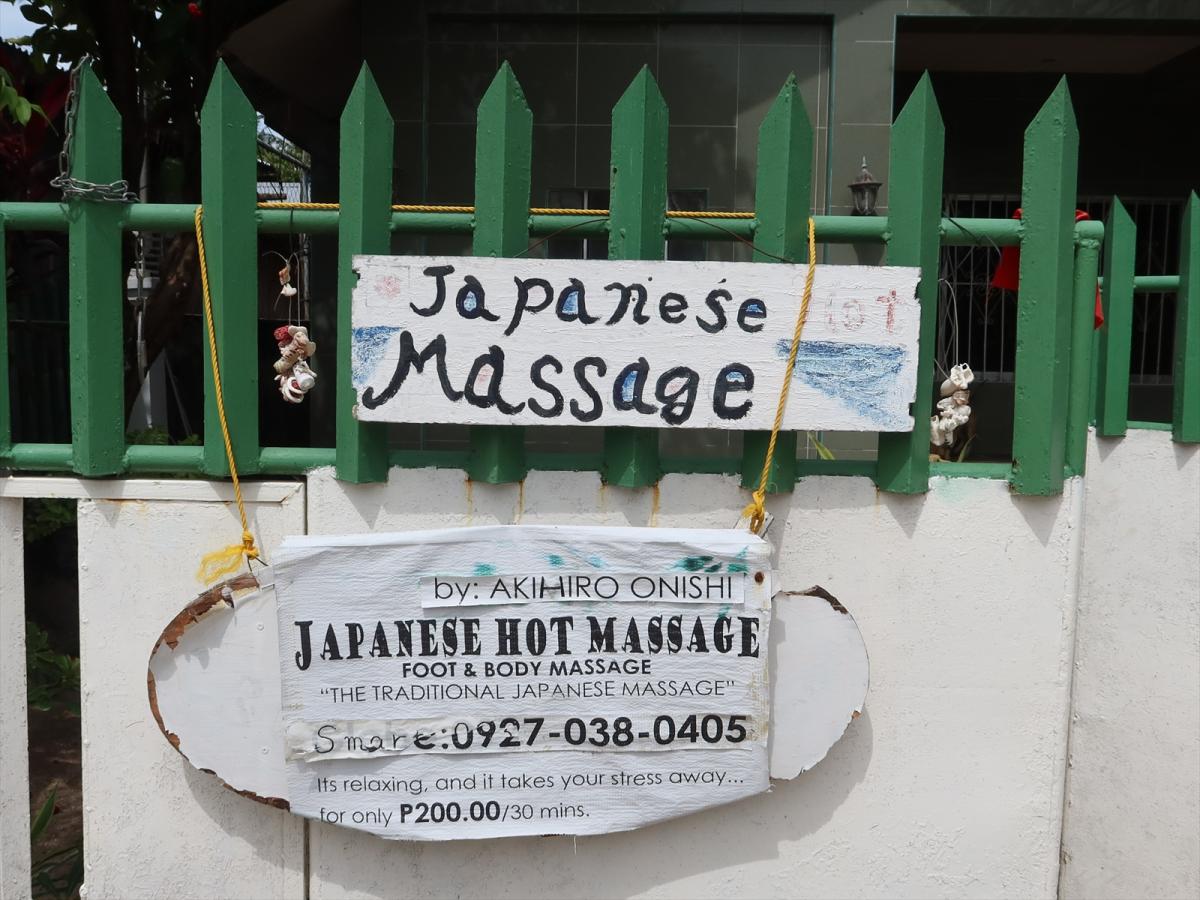 Japanese
Massage
by: AKIHIRO ONISHI
JAPANESE HOT MASSAGE
FOOT & BODY MASSAGE
"THE TRADITIONAL JAPANESE MASSAGE"
Smart:0927-038-0405
Its relaxing, and it takes your stress away...
for only P200.00/30 mins.